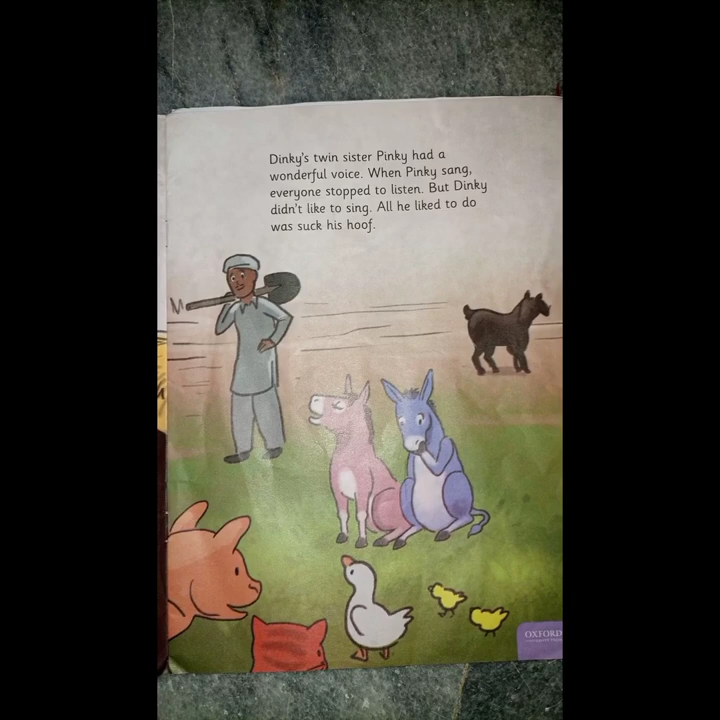 Dinky's twin sister Pinky had a
wonderful voice. When Pinky sang,
everyone stopped to listen. But Dinky
didn't like to sing. All he liked to do
was suck his hoof.
OXFORD